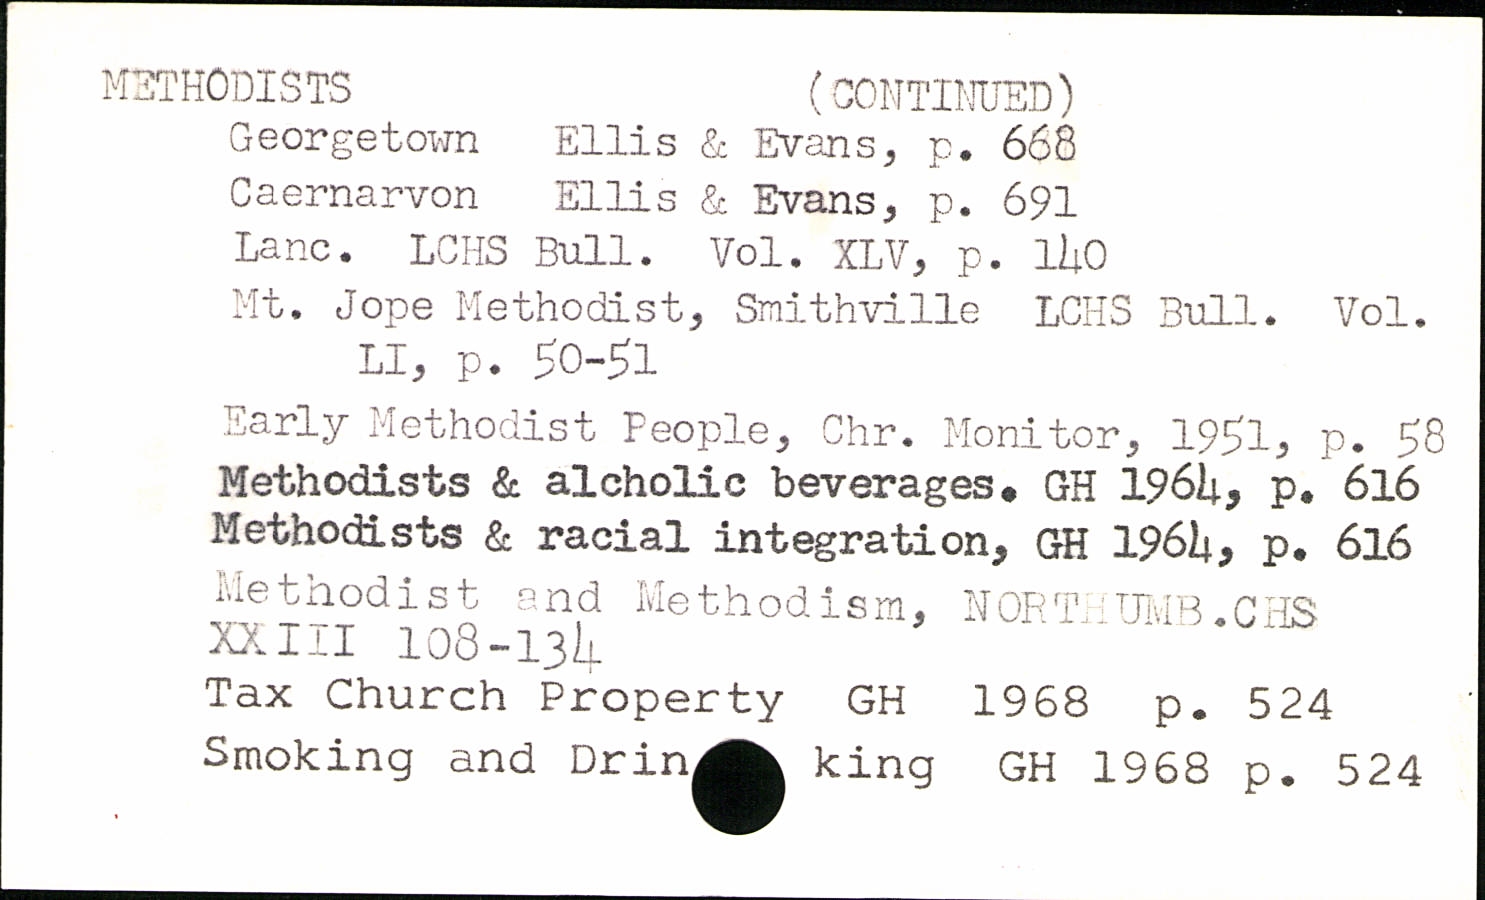 METHODISTS (CONTINUED)
Georgetown Ellis & Evans, p. 668
Caernarvon Ellis & Evans, p. 691
Lanc. LCHS Bull. Vol. XLV, p. 140
Mt. Jope Methodist, Smithville LCHS Bull. Vol.
LI, p. 50-51
Early Methodist People, Chr. Monitor, 1951, p. 58
Methodists & alcholic beverages. GH 1964, p. 616
Methodists & racial integration, GH 1964, p. 616
Methodist and Methodism, NORTHUMB.CHS
XXIII 108-134
Tax Church Property GH 1968 p. 524
Smoking and Drin king GH 1968 p. 524